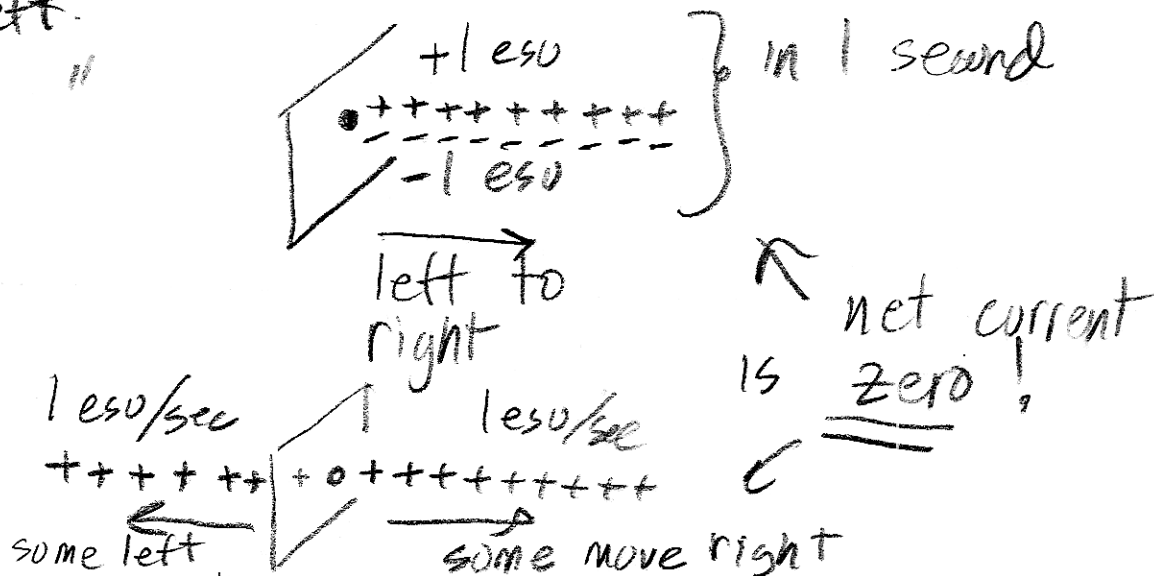 eft.
"
+1 esu
in 1 second
+ + + + + + + + +
- - - - - - - - -
-1 esu
left to
right
net current
is zero!
1 esu/sec 1 esu/sec
+ + + + + + + o + + + + + + + + +
some left some move right